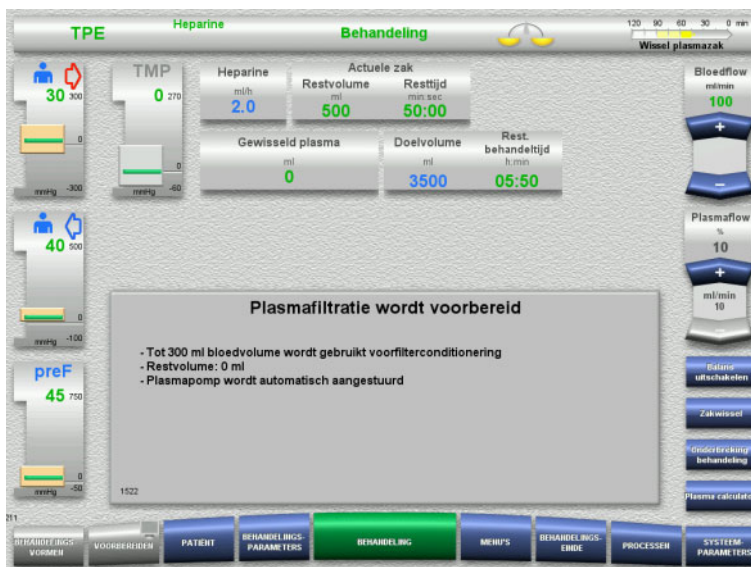 TPE
Heparine
Behandeling
120 90 60 30 0 min
Wissel plasmazak
30 300
0
mmHg -300
TMP
0 270
0
mmHg -60
Heparine
ml/h
2.0
Actuele zak
Restvolume Resttijd
ml min:sec
500 50:00
Gewisseld plasma
ml
0
Doelvolume
ml
3500
Rest.
behandeltijd
h:min
05:50
Bloedflow
ml/min
100
+
−
40 500
0
mmHg -100
Plasmaflow
%
10
+
ml/min
10
−
preF
45 750
0
mmHg -50
Plasmafiltratie wordt voorbereid
- Tot 300 ml bloedvolume wordt gebruikt voorfilterconditionering
- Restvolume: 0 ml
- Plasmapomp wordt automatisch aangestuurd
1522
Balans
uitschakelen
Zakwissel
Onderbreking
behandeling
Plasma calculato
211
BEHANDELINGS-
VORMEN
VOORBEREIDEN
PATIËNT
BEHANDELINGS-
PARAMETERS
BEHANDELING
MENU'S
BEHANDELINGS-
EINDE
PROCESSEN
SYSTEEM-
PARAMETERS